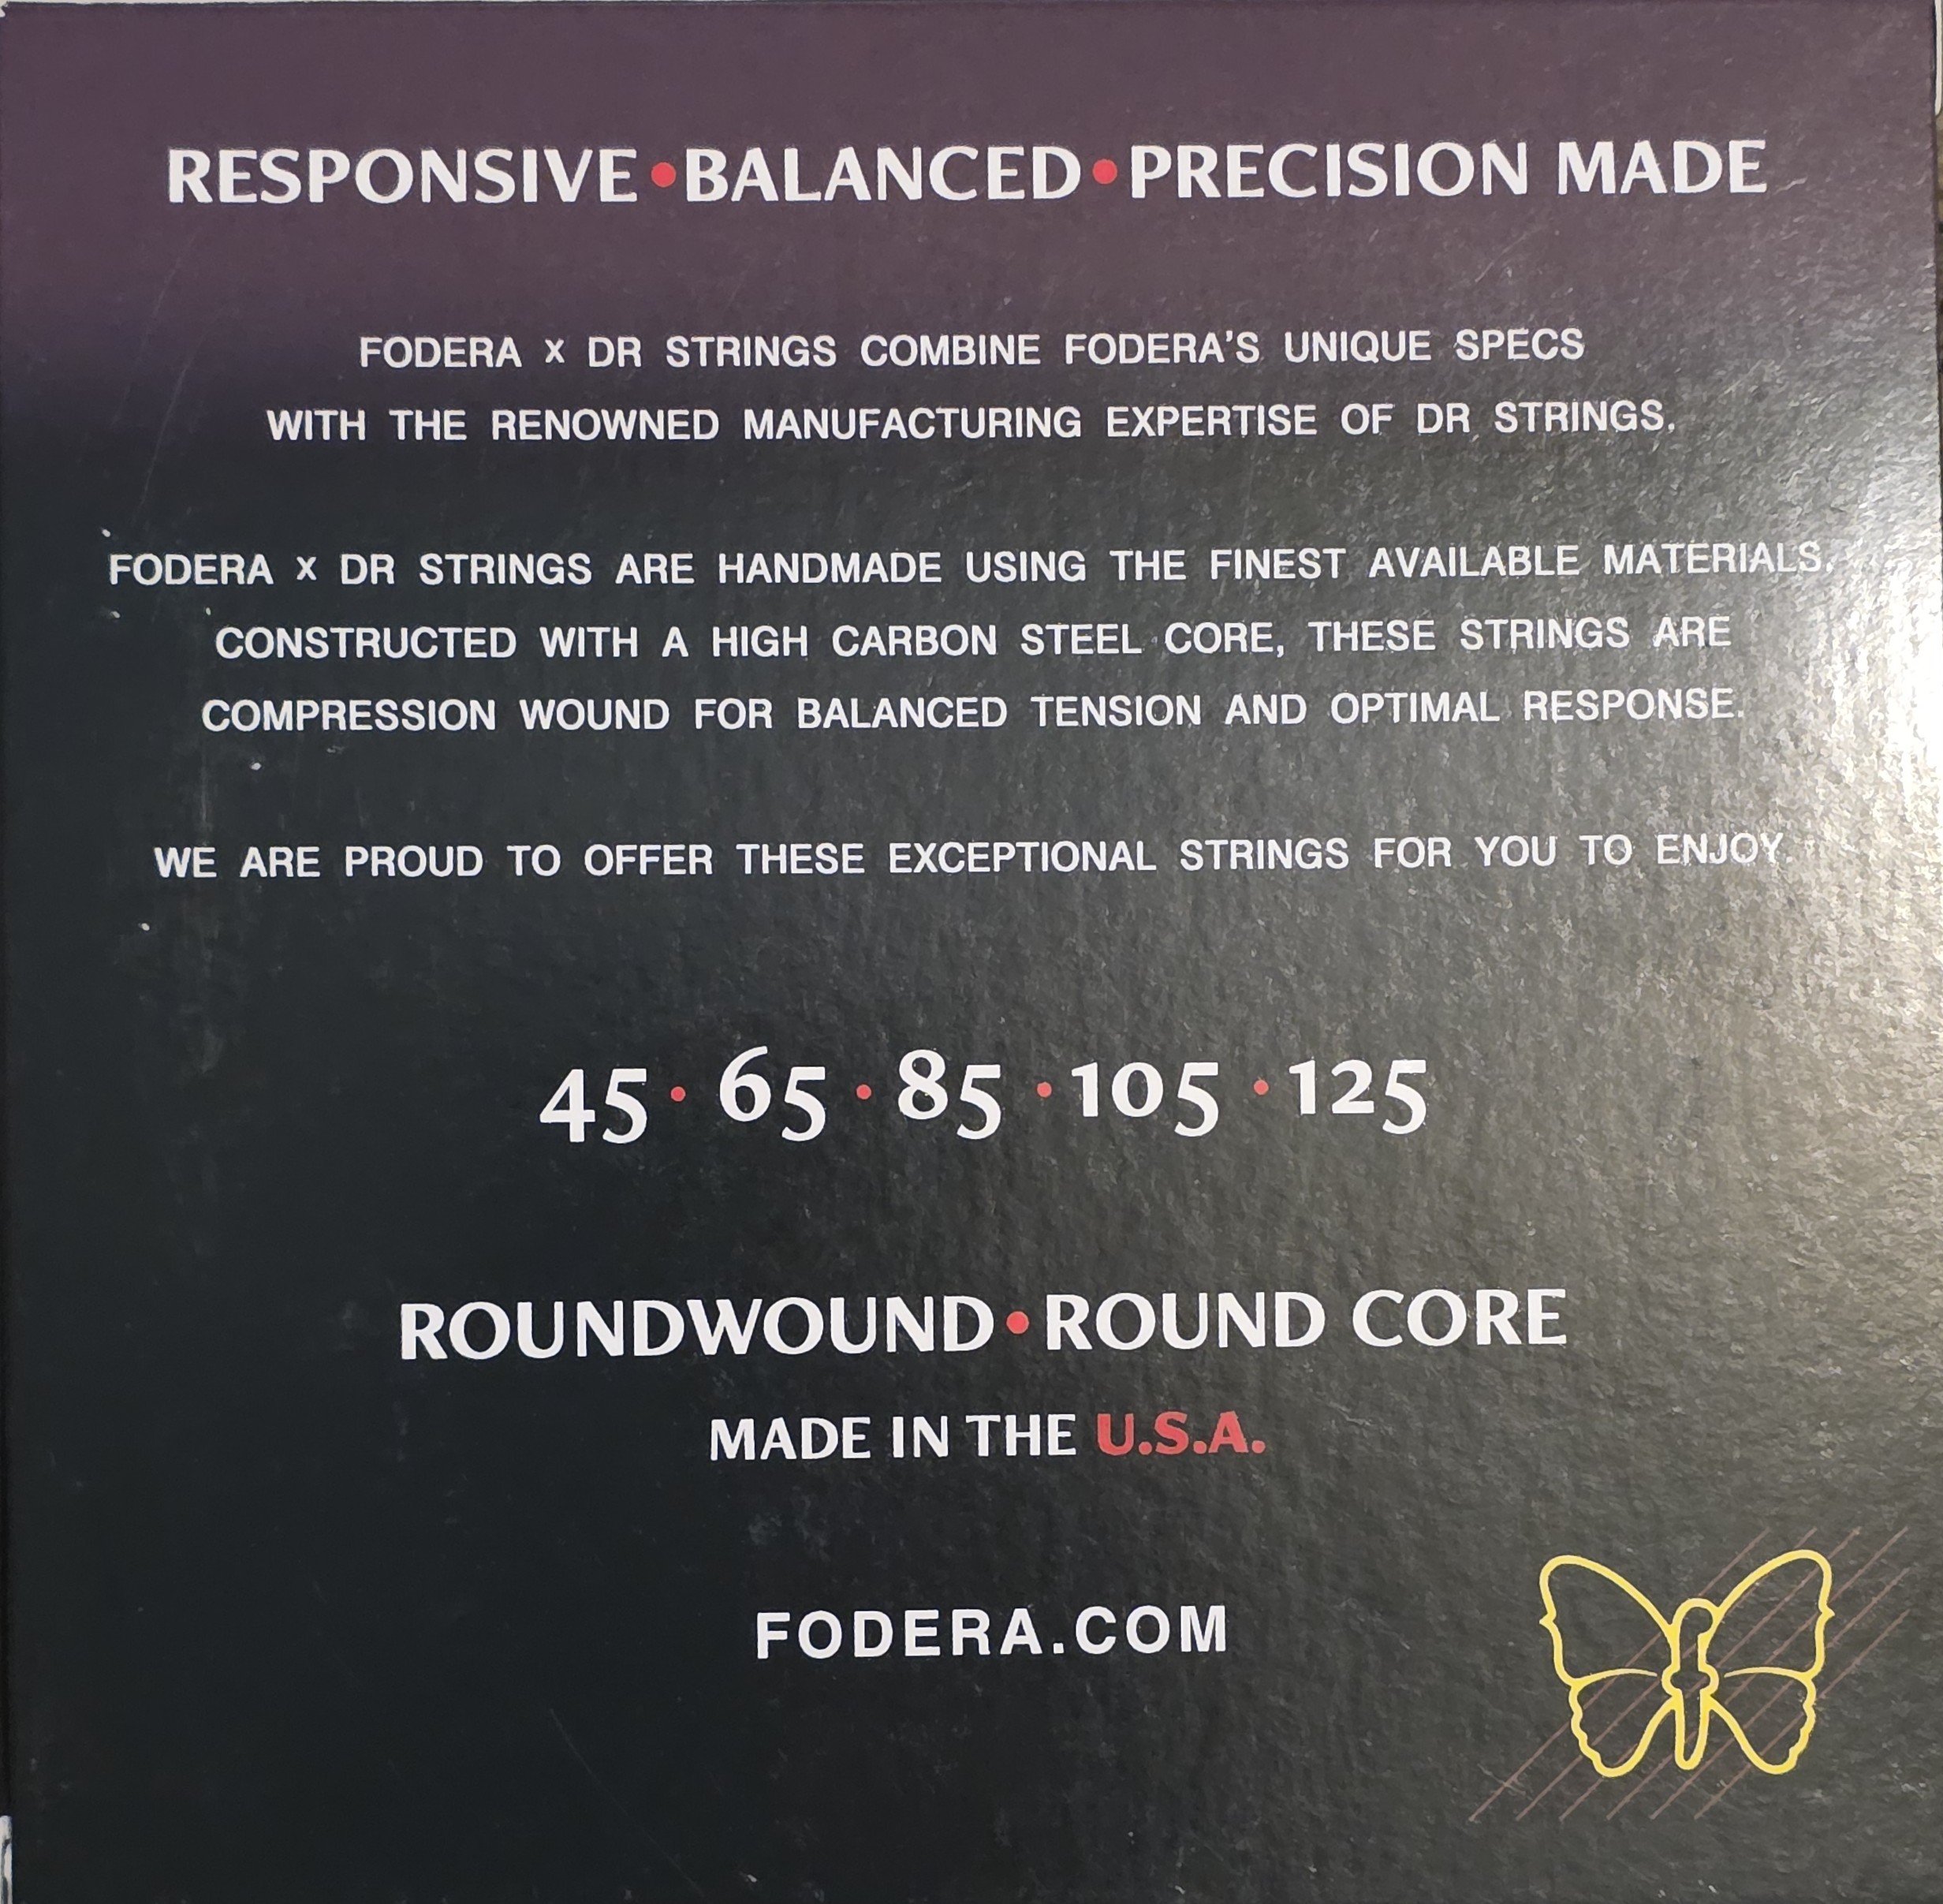 RESPONSIVE•BALANCED•PRECISION MADE
FODERA x DR STRINGS COMBINE FODERA'S UNIQUE SPECS
WITH THE RENOWNED MANUFACTURING EXPERTISE OF DR STRINGS.
FODERA x DR STRINGS ARE HANDMADE USING THE FINEST AVAILABLE MATERIALS.
CONSTRUCTED WITH A HIGH CARBON STEEL CORE, THESE STRINGS ARE
COMPRESSION WOUND FOR BALANCED TENSION AND OPTIMAL RESPONSE.
WE ARE PROUD TO OFFER THESE EXCEPTIONAL STRINGS FOR YOU TO ENJOY.
45 • 65 • 85 • 105 • 125
ROUNDWOUND•ROUND CORE
MADE IN THE U.S.A.
FODERA.COM